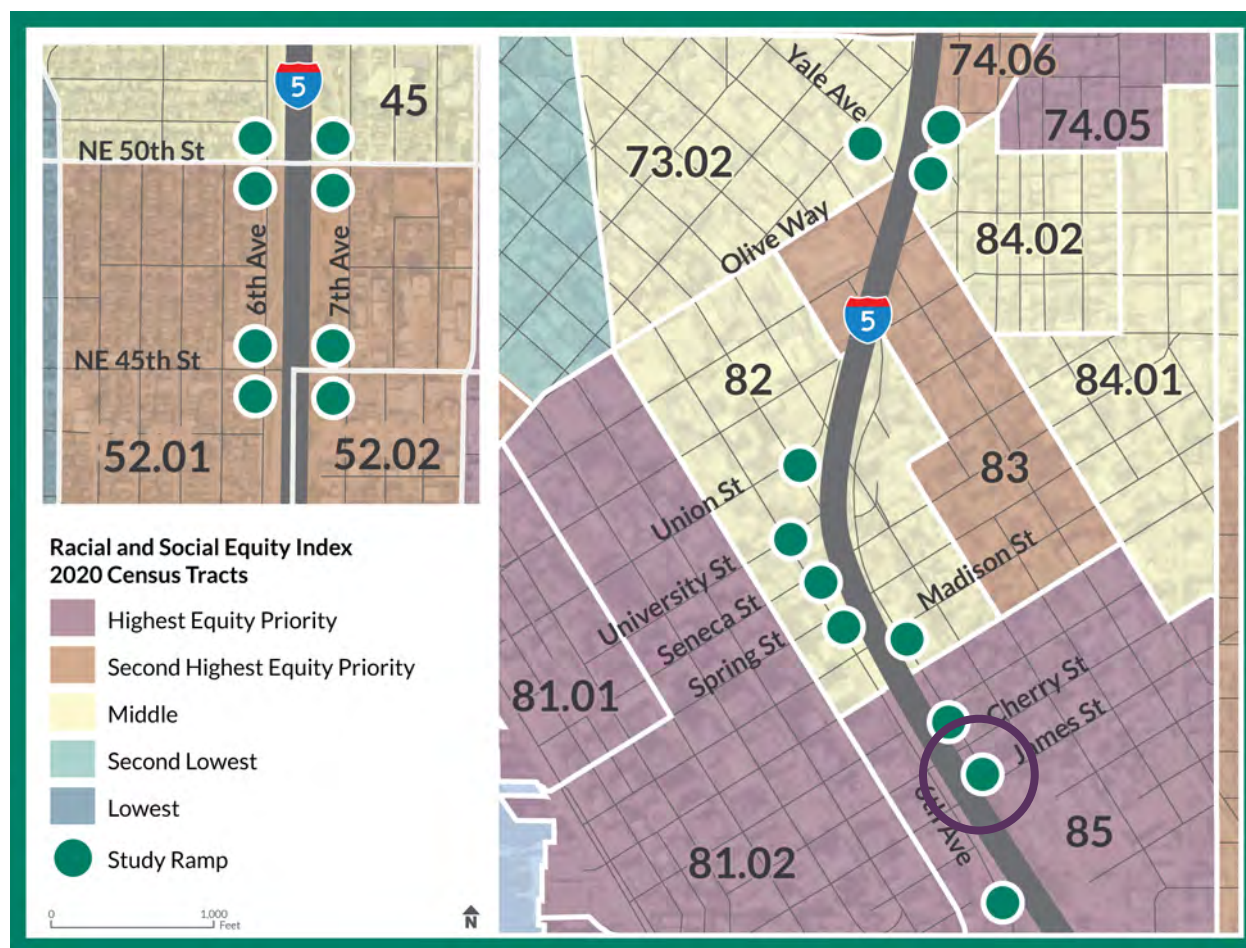 5
45
NE 50th St
6th Ave
7th Ave
NE 45th St
52.01
52.02
Yale Ave
74.06
74.05
73.02
Olive Way
84.02
5
82
84.01
83
Union St
University St
Madison St
Seneca St
Spring St
81.01
Cherry St
James St
6th Ave
85
81.02
Racial and Social Equity Index
2020 Census Tracts
Highest Equity Priority
Second Highest Equity Priority
Middle
Second Lowest
Lowest
Study Ramp
0 1,000
Feet
N